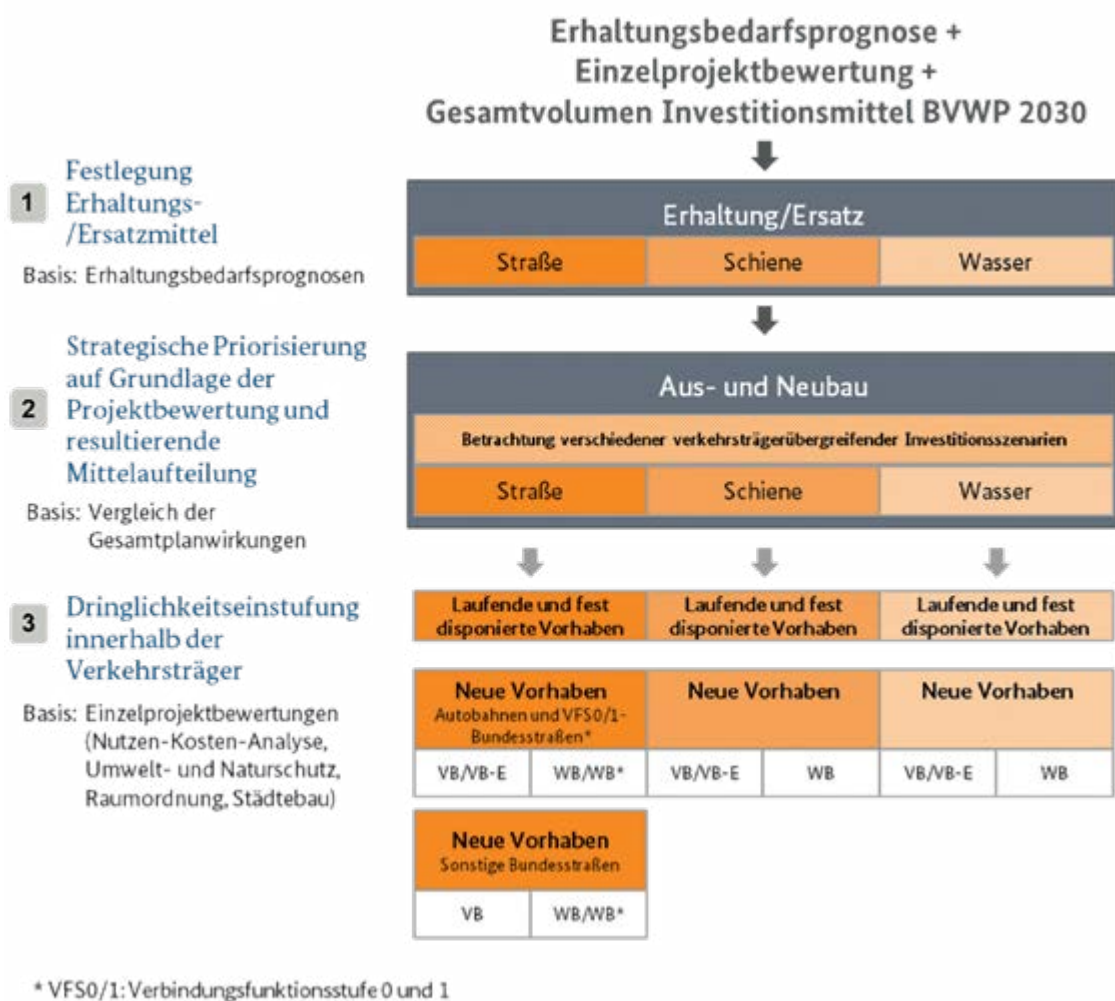 Erhaltungsbedarfsprognose +
Einzelprojektbewertung +
Gesamtvolumen Investitionsmittel BVWP 2030
1
Festlegung
Erhaltungs-
/Ersatzmittel
Basis: Erhaltungsbedarfsprognosen
Erhaltung/Ersatz
Straße
Schiene
Wasser
2
Strategische Priorisierung
auf Grundlage der
Projektbewertung und
resultierende
Mittelaufteilung
Basis: Vergleich der
Gesamtplanwirkungen
Aus- und Neubau
Betrachtung verschiedener verkehrsträgerübergreifender Investitionsszenarien
Straße
Schiene
Wasser
3
Dringlichkeitseinstufung
innerhalb der
Verkehrsträger
Basis: Einzelprojektbewertungen
(Nutzen-Kosten-Analyse,
Umwelt- und Naturschutz,
Raumordnung, Städtebau)
Laufende und fest
disponierte Vorhaben
Laufende und fest
disponierte Vorhaben
Laufende und fest
disponierte Vorhaben
Neue Vorhaben
Autobahnen und VFS0/1-
Bundesstraßen*
VB/VB-E
WB/WB*
Neue Vorhaben
VB/VB-E
WB
Neue Vorhaben
VB/VB-E
WB
Neue Vorhaben
Sonstige Bundesstraßen
VB
WB/WB*
* VFS0/1: Verbindungsfunktionsstufe 0 und 1